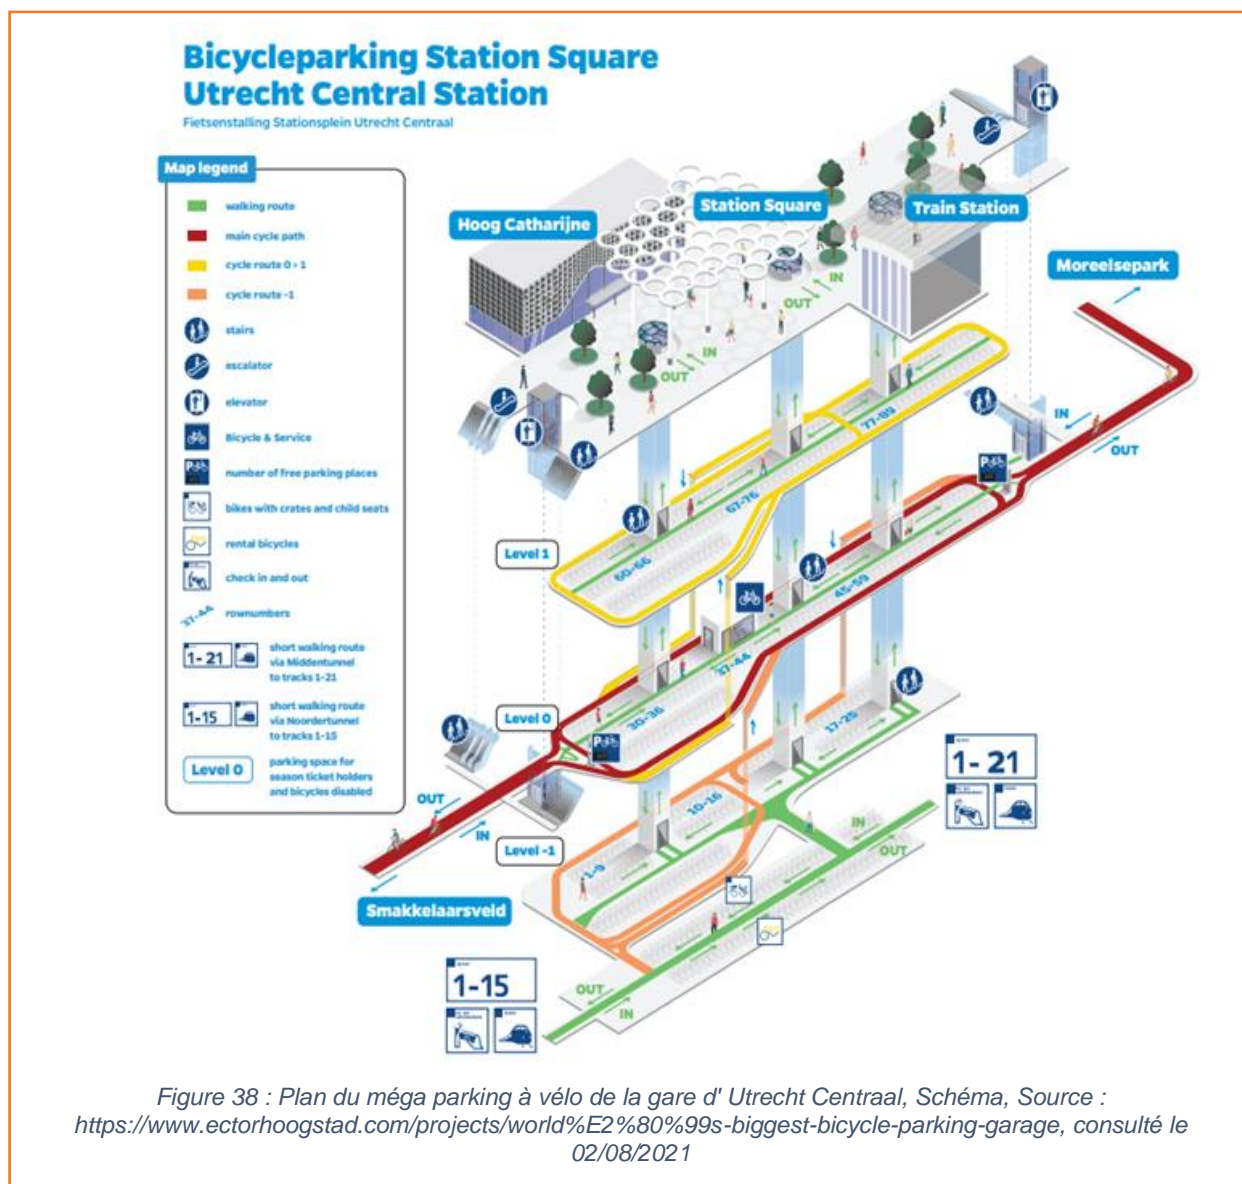 Bicycleparking Station Square
Utrecht Central Station
Fietsenstalling Stationsplein Utrecht Centraal
Map legend
walking route
main cycle path
cycle route 0 > 1
cycle route -1
stairs
escalator
elevator
Bicycle & Service
number of free parking places
bikes with crates and child seats
rental bicycles
check in and out
37-44
rownumbers
1- 21
short walking route
via Middentunnel
to tracks 1-21
1-15
short walking route
via Noordertunnel
to tracks 1-15
Level 0
parking space for
season ticket holders
and bicycles disabled
Hoog Catharijne
Station Square
Train Station
Moreelsepark
IN
OUT
IN
OUT
IN
OUT
77-89
67-76
60-66
Level 1
P
45-59
37-44
30-36
P
Level 0
OUT
IN
Smakkelaarsveld
17-25
10-16
1-9
Level -1
IN
OUT
1- 21
1-15
OUT
IN
Figure 38 : Plan du méga parking à vélo de la gare d' Utrecht Centraal, Schéma, Source :
https://www.ectorhoogstad.com/projects/world%E2%80%99s-biggest-bicycle-parking-garage, consulté le
02/08/2021